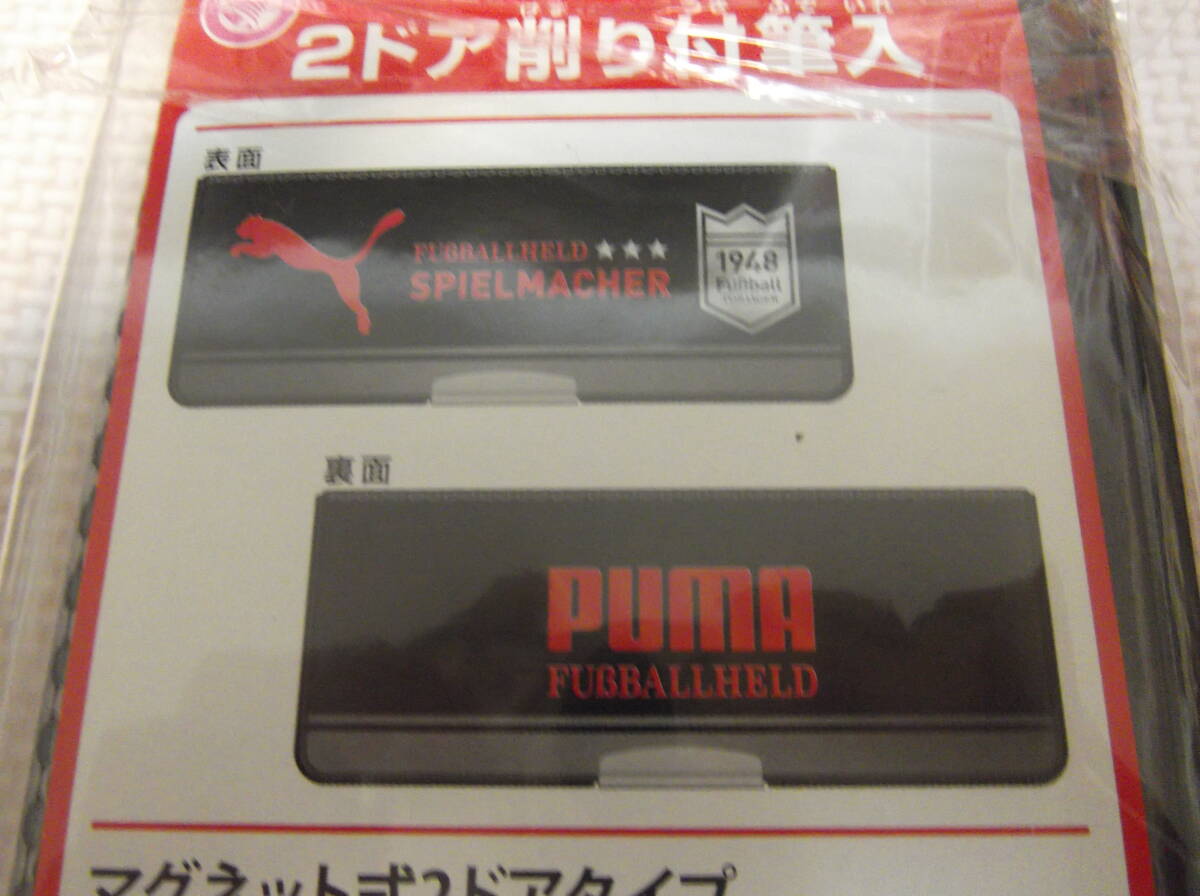 2ドア削り付筆入
表面
FUßBALLHELD ★★★
SPIELMACHER
1948
Fußball
裏面
PUMA
FUßBALLHELD
マグネット式2ドアタイプ